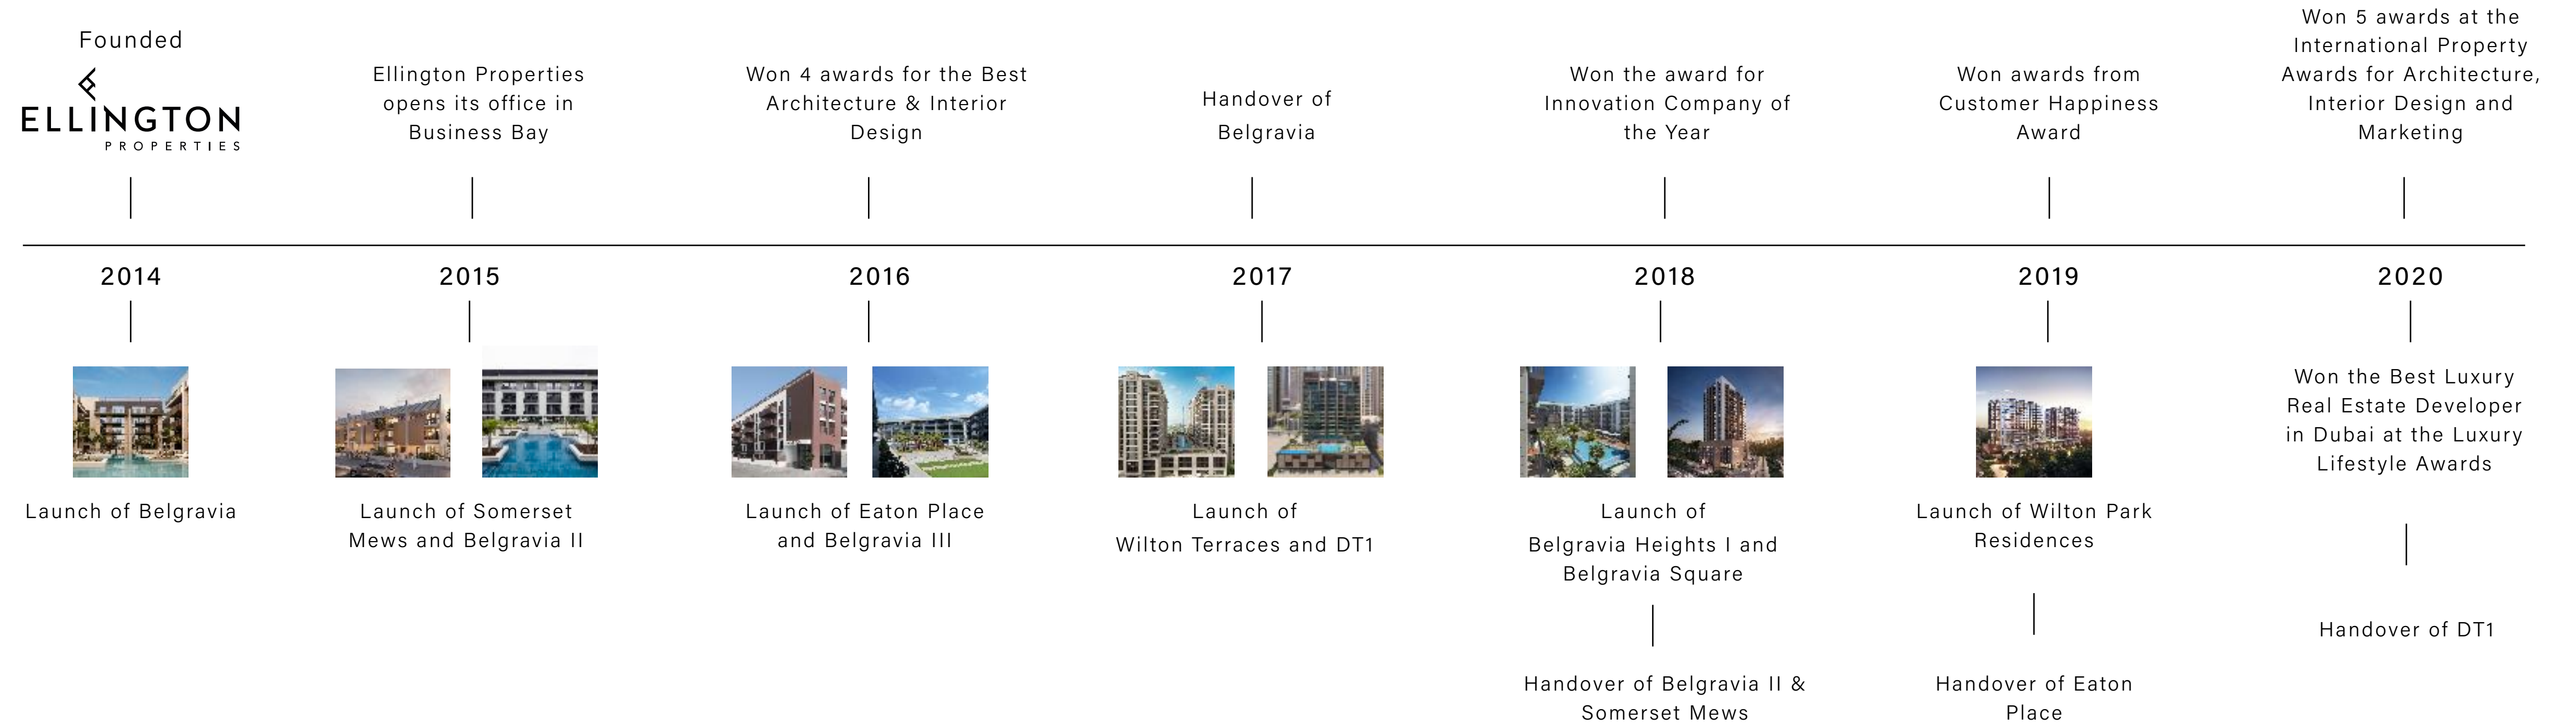 Founded
ELLINGTON
PROPERTIES
Ellington Properties
opens its office in
Business Bay
Won 4 awards for the Best
Architecture & Interior
Design
Handover of
Belgravia
Won the award for
Innovation Company of
the Year
Won awards from
Customer Happiness
Award
Won 5 awards at the
International Property
Awards for Architecture,
Interior Design and
Marketing
2014
2015
2016
2017
2018
2019
2020
Launch of Belgravia
Launch of Somerset
Mews and Belgravia II
Launch of Eaton Place
and Belgravia III
Launch of
Wilton Terraces and DT1
Launch of
Belgravia Heights I and
Belgravia Square
Handover of Belgravia II &
Somerset Mews
Launch of Wilton Park
Residences
Handover of Eaton
Place
Won the Best Luxury
Real Estate Developer
in Dubai at the Luxury
Lifestyle Awards
Handover of DT1